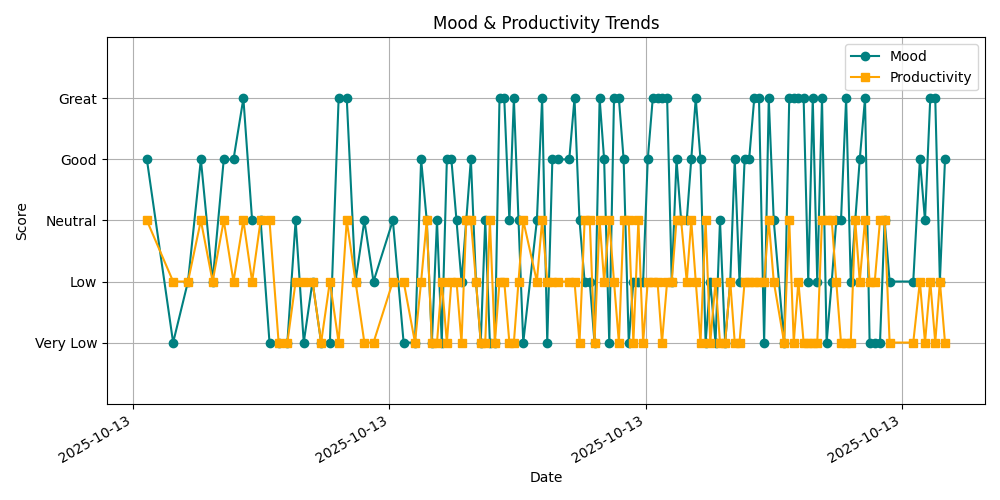 Mood & Productivity Trends
Mood
Productivity
Score
Great
Good
Neutral
Low
Very Low
2025-10-13
2025-10-13
2025-10-13
2025-10-13
Date